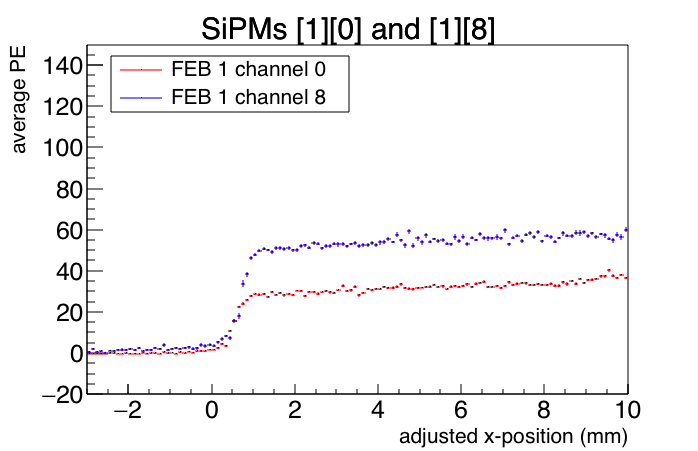 SiPMs [1][0] and [1][8]
average PE
FEB 1 channel 0
FEB 1 channel 8
140
120
100
80
60
40
20
0
−20
−2 0 2 4 6 8 10
adjusted x-position (mm)